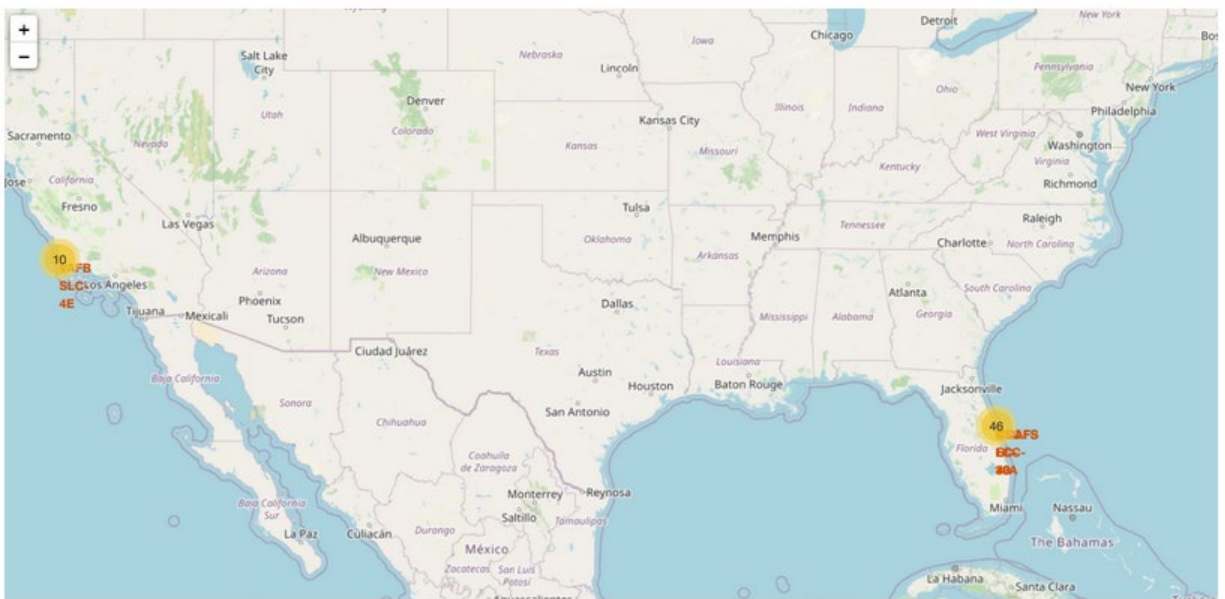 +
−
New York
Detroit
Chicago
Iowa
Salt Lake
City
Nebraska
Lincoln
Pennsylvania
New York
Ohio
Denver
Utah
Illinois
Indiana
Philadelphia
Kansas City
Colorado
Sacramento
Nevada
Kansas
Missouri
West Virginia
Washington
Virginia
Kentucky
Jose
California
Richmond
Fresno
Las Vegas
Tulsa
Raleigh
Tennessee
Albuquerque
Oklahoma
Memphis
Charlotte
North Carolina
10
AFB
Arizona
New Mexico
Arkansas
SLC-
Los Angeles
4E
Phoenix
South Carolina
Atlanta
Tijuana
Mexicali
Tucson
Dallas
Mississippi
Alabama
Georgia
Ciudad Juárez
Texas
Louisiana
Baja California
Austin
Houston
Baton Rouge
Jacksonville
Sonora
San Antonio
Chihuahua
46
AFS
Florida
Coahuila
de Zaragoza
Monterrey
Reynosa
Baja California
Sur
Saltillo
Tamaulipas
Miami
Nassau
La Paz
Culiacán
Durango
México
The Bahamas
Zacatecas
San Luis
Potosí
La Habana
Santa Clara